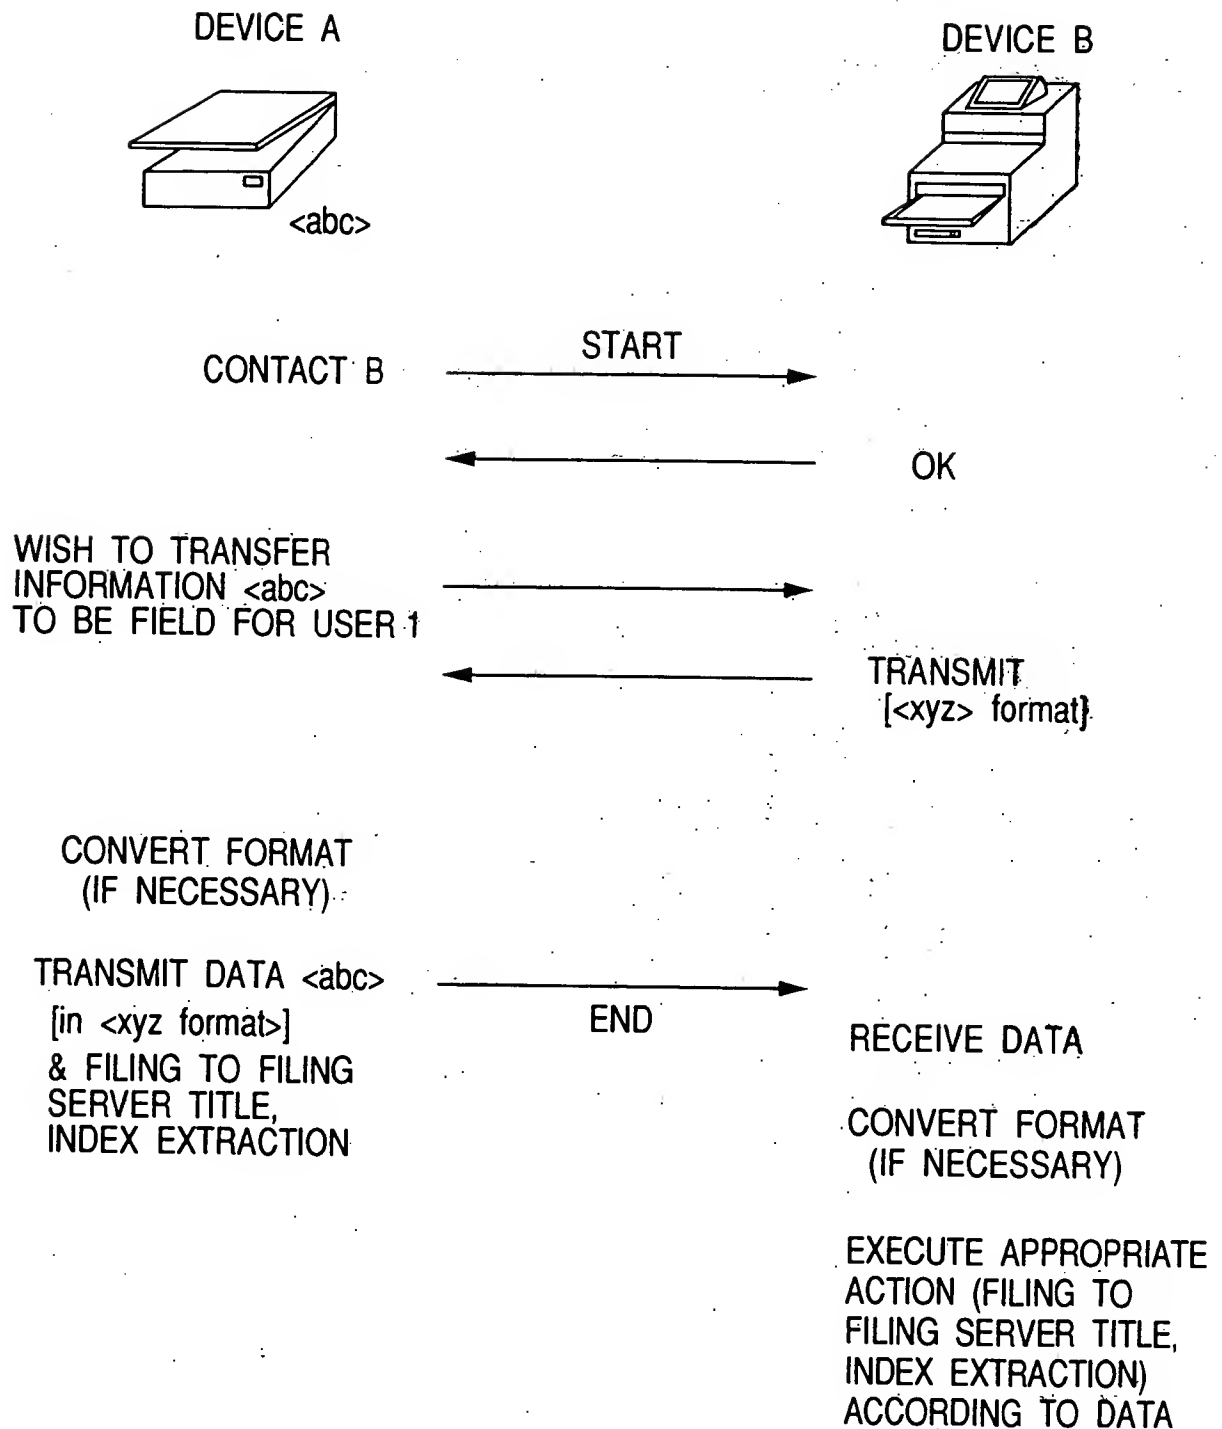 DEVICE A
DEVICE B
<abc>
CONTACT B
START
OK
WISH TO TRANSFER
INFORMATION <abc>
TO BE FIELD FOR USER 1
TRANSMIT
[<xyz> format]
CONVERT FORMAT
(IF NECESSARY)
TRANSMIT DATA <abc>
[in <xyz format>]
& FILING TO FILING
SERVER TITLE,
INDEX EXTRACTION
END
RECEIVE DATA
CONVERT FORMAT
(IF NECESSARY)
EXECUTE APPROPRIATE
ACTION (FILING TO
FILING SERVER TITLE,
INDEX EXTRACTION)
ACCORDING TO DATA